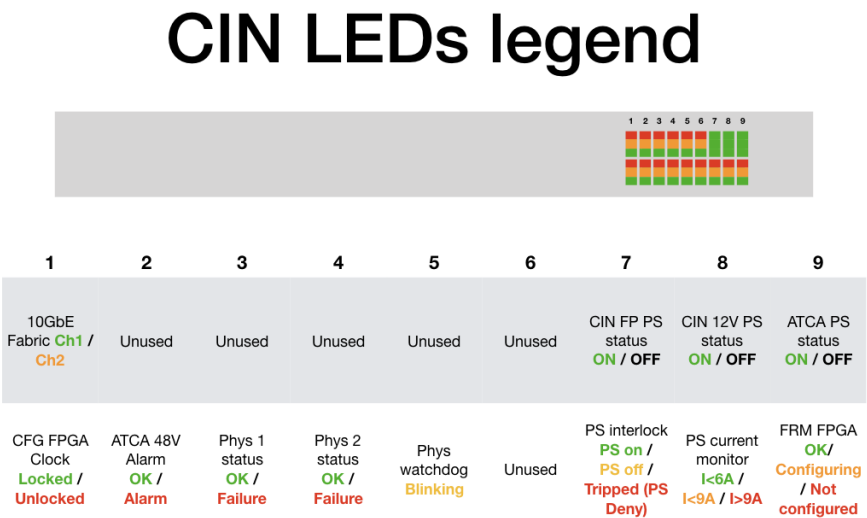 CIN LEDs legend
1 2 3 4 5 6 7 8 9
1 2 3 4 5 6 7 8 9
10GbE
Fabric Ch1 /
Ch2
Unused
Unused
Unused
Unused
Unused
CIN FP PS
status
ON / OFF
CIN 12V PS
status
ON / OFF
ATCA PS
status
ON / OFF
CFG FPGA
Clock
Locked /
Unlocked
ATCA 48V
Alarm
OK /
Alarm
Phys 1
status
OK /
Failure
Phys 2
status
OK /
Failure
Phys
watchdog
Blinking
Unused
PS interlock
PS on /
PS off /
Tripped (PS
Deny)
PS current
monitor
I<6A /
I<9A / I>9A
FRM FPGA
OK/
Configuring
/ Not
configured